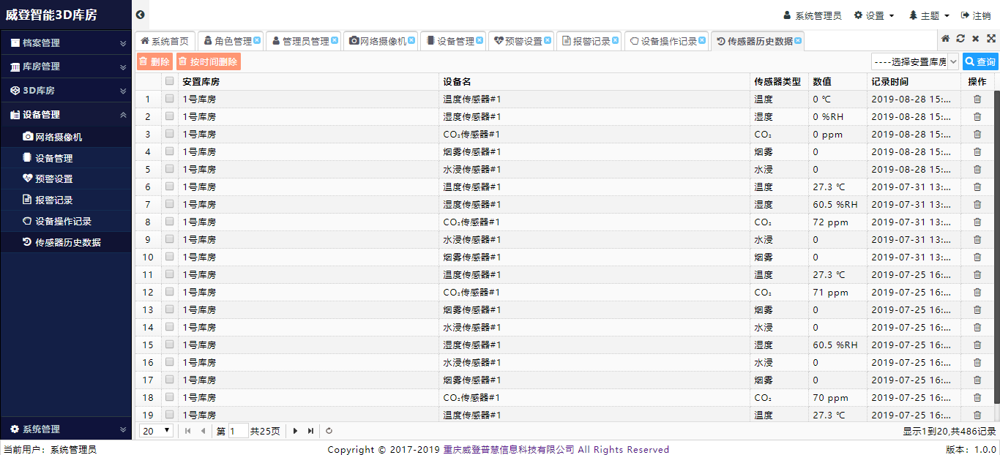 威登智能3D库房
系统管理员 设置 主题 注销
档案管理
库房管理
3D库房
设备管理
网络摄像机
设备管理
预警设置
报警记录
设备操作记录
传感器历史数据
系统管理
系统首页 角色管理 管理员管理 网络摄像机 设备管理 预警设置 报警记录 设备操作记录 传感器历史数据
删除 按时间删除 ----选择安置库房 查询
安置库房 设备名 传感器类型 数值 记录时间 操作
1 1号库房 温度传感器#1 温度 0 ℃ 2019-08-28 15:...
2 1号库房 湿度传感器#1 湿度 0 %RH 2019-08-28 15:...
3 1号库房 CO₂传感器#1 CO₂ 0 ppm 2019-08-28 15:...
4 1号库房 烟雾传感器#1 烟雾 0 2019-08-28 15:...
5 1号库房 水浸传感器#1 水浸 0 2019-08-28 15:...
6 1号库房 温度传感器#1 温度 27.3 ℃ 2019-07-31 13:...
7 1号库房 湿度传感器#1 湿度 60.5 %RH 2019-07-31 13:...
8 1号库房 CO₂传感器#1 CO₂ 72 ppm 2019-07-31 13:...
9 1号库房 水浸传感器#1 水浸 0 2019-07-31 13:...
10 1号库房 烟雾传感器#1 烟雾 0 2019-07-31 13:...
11 1号库房 温度传感器#1 温度 27.3 ℃ 2019-07-25 16:...
12 1号库房 CO₂传感器#1 CO₂ 71 ppm 2019-07-25 16:...
13 1号库房 烟雾传感器#1 烟雾 0 2019-07-25 16:...
14 1号库房 水浸传感器#1 水浸 0 2019-07-25 16:...
15 1号库房 湿度传感器#1 湿度 60.5 %RH 2019-07-25 16:...
16 1号库房 水浸传感器#1 水浸 0 2019-07-25 16:...
17 1号库房 烟雾传感器#1 烟雾 0 2019-07-25 16:...
18 1号库房 CO₂传感器#1 CO₂ 70 ppm 2019-07-25 16:...
19 1号库房 温度传感器#1 温度 27.3 ℃ 2019-07-25 16:...
20 第 1 共25页 显示1到20,共486记录
当前用户：系统管理员 Copyright © 2017-2019 重庆威登普慧信息科技有限公司 All Rights Reserved 版本：1.0.0